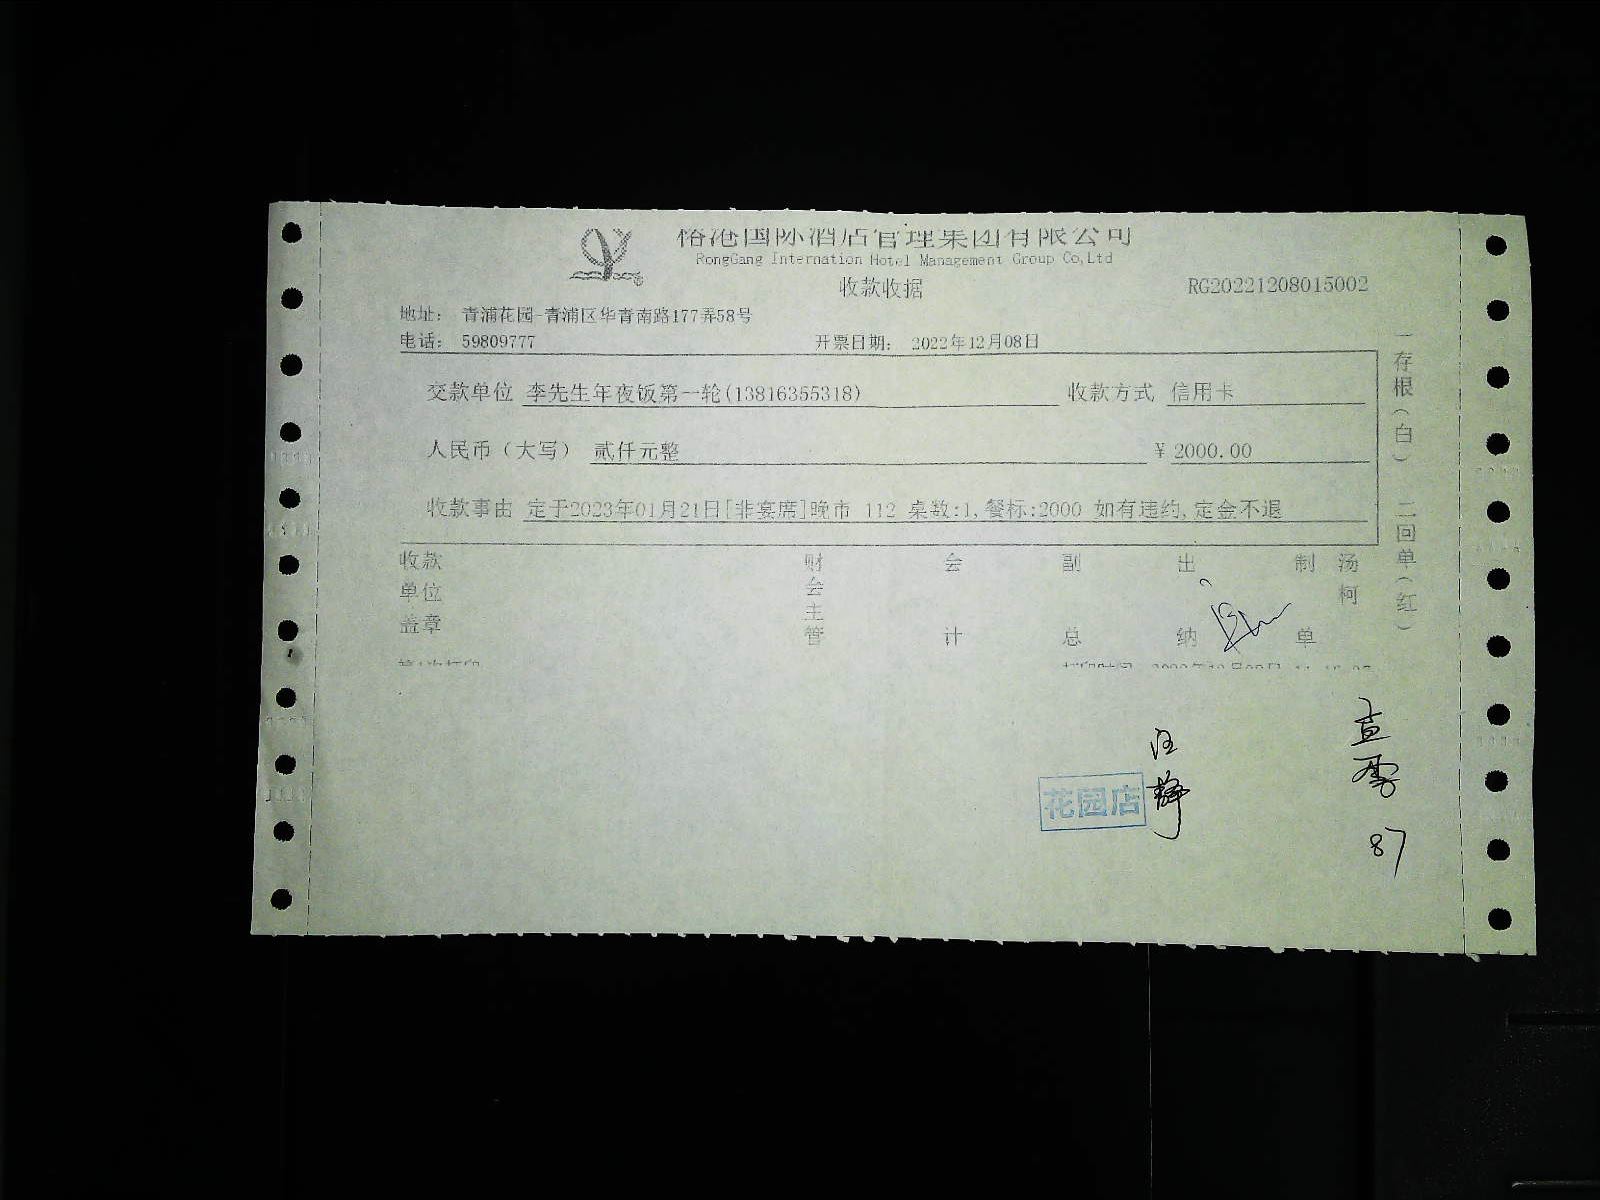 国际酒店管理集团有限公司
RongGang Internation Hotel Management Group Co,Ltd
收款收据
RG20221208015002
地址： 青浦花园-青浦区华青南路177弄58号
电话： 59809777 开票日期： 2022年12月08日
交款单位 李先生年夜饭第一轮(13816355318) 收款方式 信用卡
人民币（大写） 贰仟元整 ￥2000.00
收款事由 定于2023年01月21日[非宴席]晚市 112 桌数:1,餐标:2000 如有违约,定金不退
收款单位盖章 财会主管 会计 副总 出纳 制单 汤柯
一存根（白） 二回单（红）
汪静
花园店
87